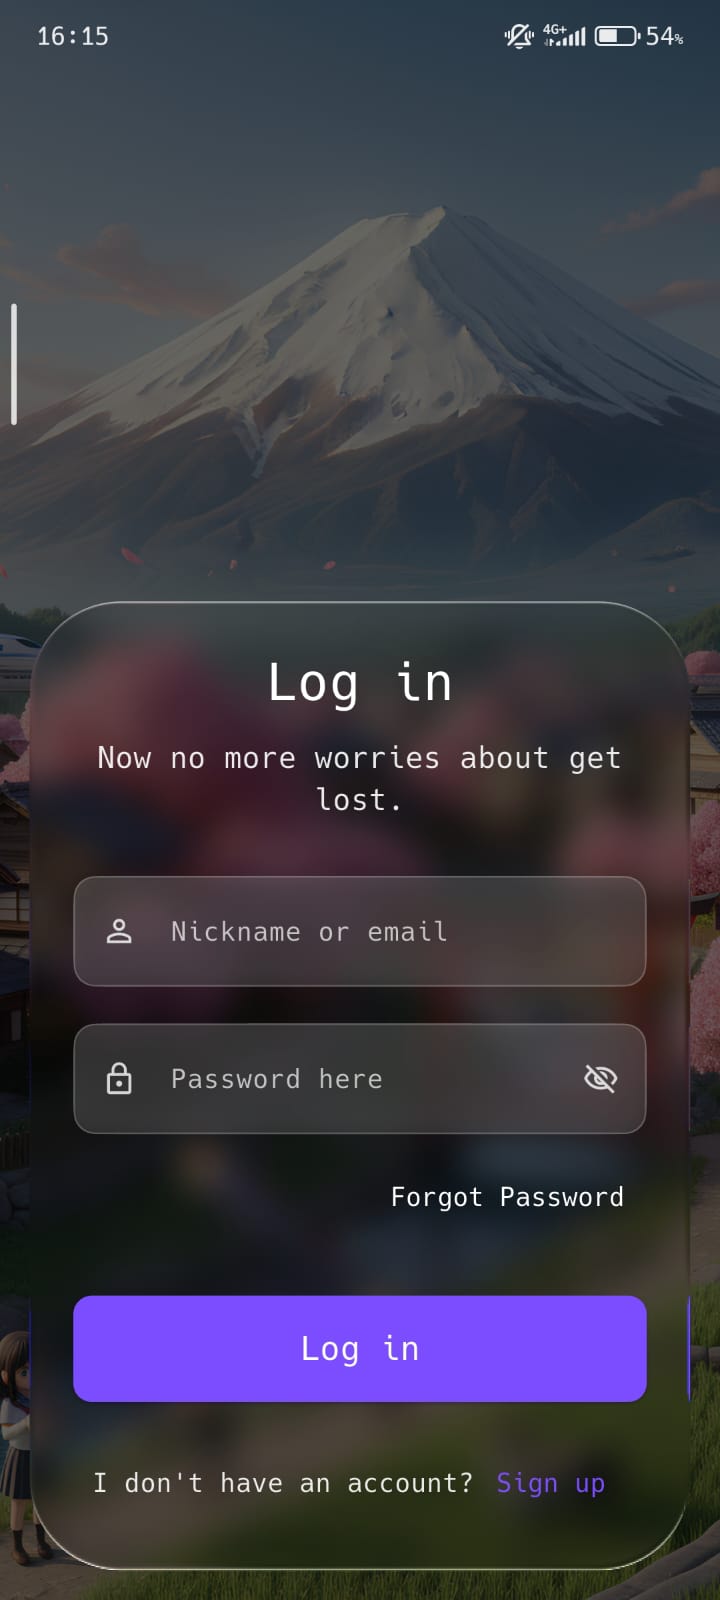 16:15 4G+ 54%
Log in
Now no more worries about get
lost.
Nickname or email
Password here
Forgot Password
Log in
I don't have an account? Sign up